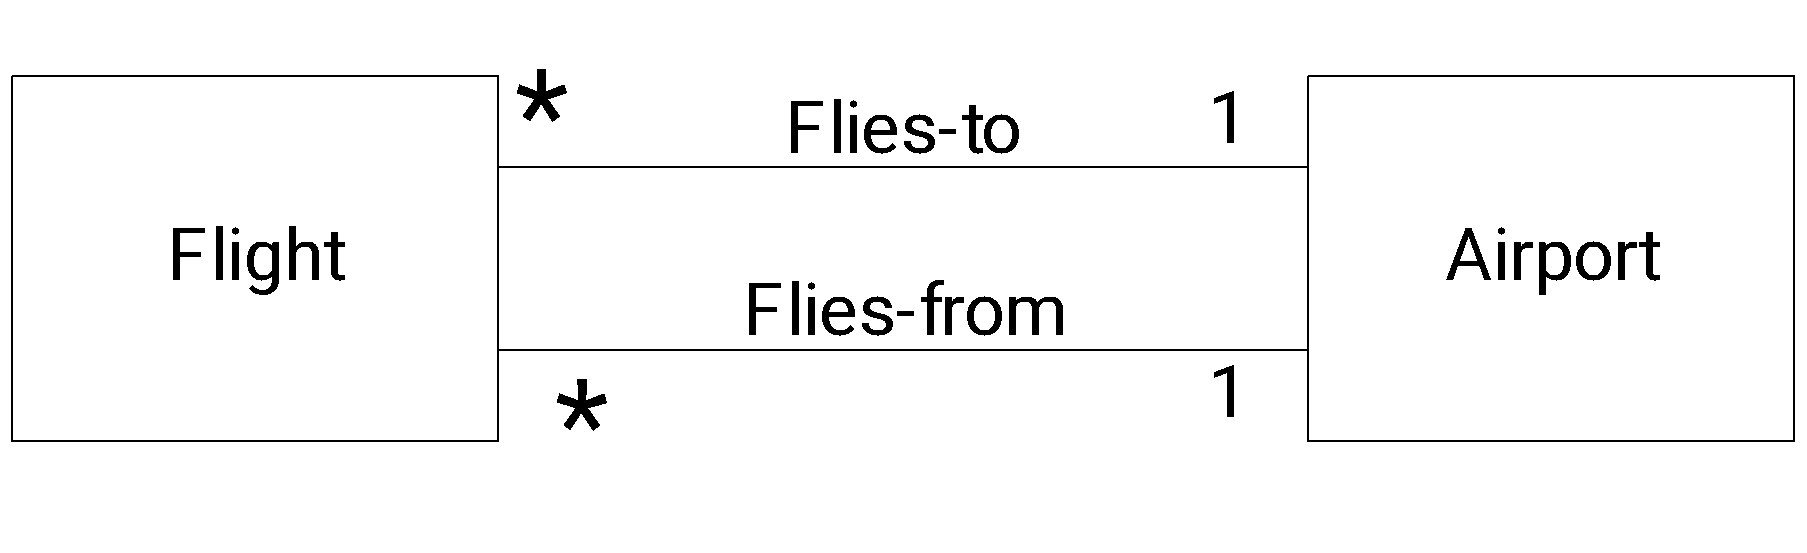 * Flies-to 1
Flight
Airport
Flies-from
* 1